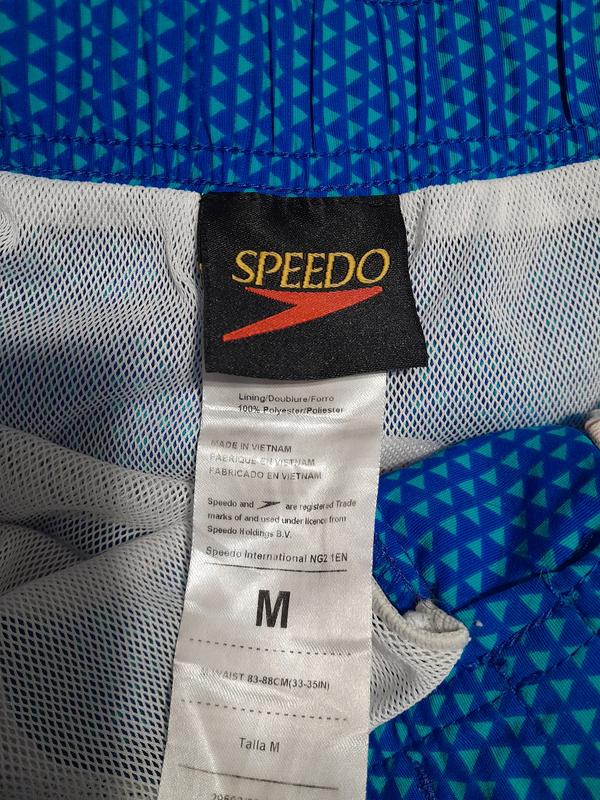 SPEEDO
Lining/Doublure/Forro
100% Polyester/Poliester
MADE IN VIETNAM
FABRIQUE EN VIETNAM
FABRICADO EN VIETNAM
Speedo and are registered Trade
marks of and used under licence from
Speedo Holdings B.V.
Speedo International NG2 1EN
M
WAIST 83-88CM(33-35IN)
Talla M